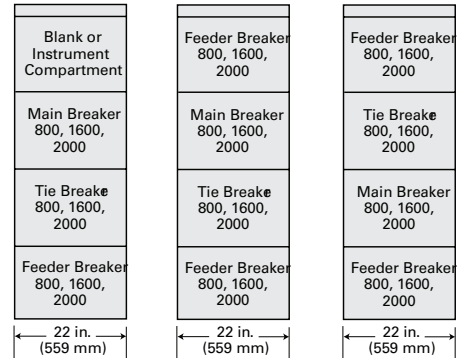 Blank or
Instrument
Compartment
Main Breaker
800, 1600,
2000
Tie Breaker
800, 1600,
2000
Feeder Breaker
800, 1600,
2000
22 in.
(559 mm)
Feeder Breaker
800, 1600,
2000
Main Breaker
800, 1600,
2000
Tie Breaker
800, 1600,
2000
Feeder Breaker
800, 1600,
2000
22 in.
(559 mm)
Feeder Breaker
800, 1600,
2000
Tie Breaker
800, 1600,
2000
Main Breaker
800, 1600,
2000
Feeder Breaker
800, 1600,
2000
22 in.
(559 mm)